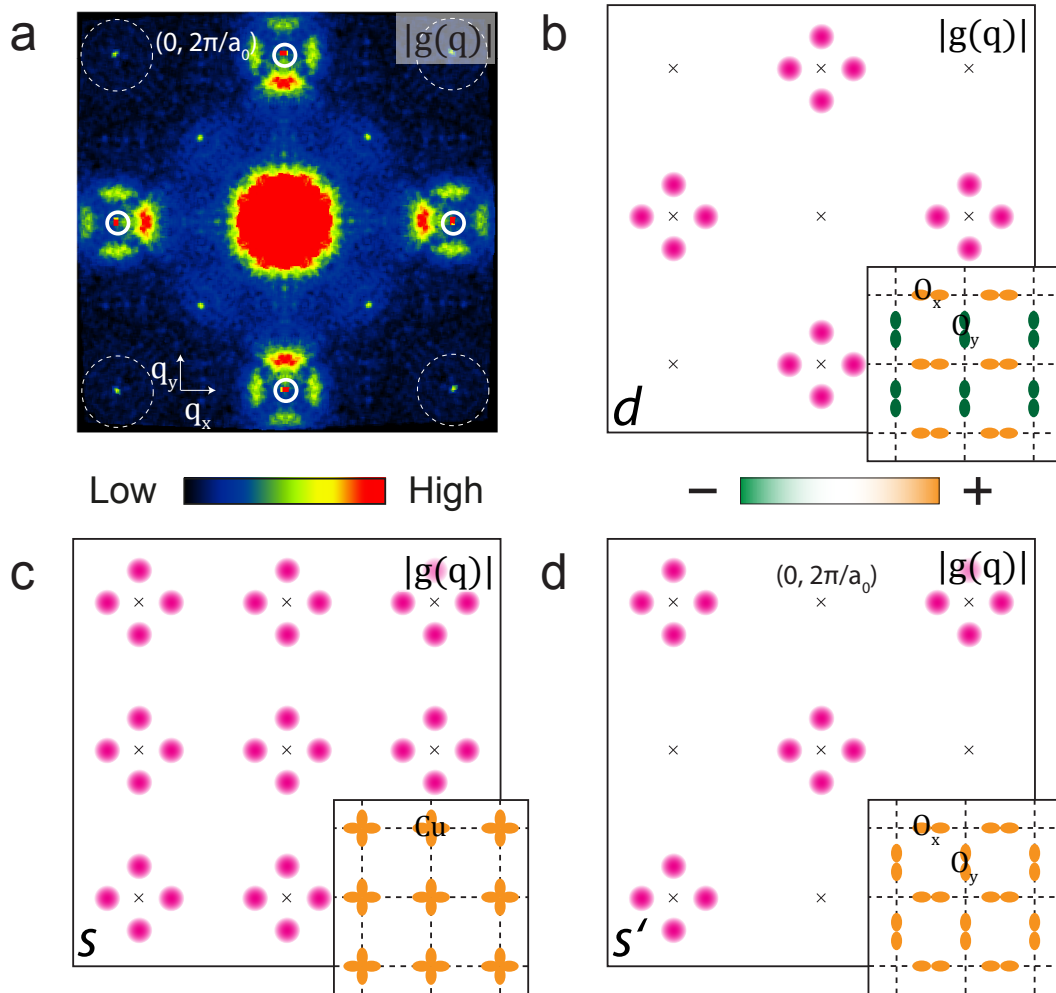 a
(0, 2π/a₀)
|g(q)|
q_y
q_x
b
|g(q)|
d
O_x
O_y
Low
High
−
+
c
|g(q)|
s
Cu
d
(0, 2π/a₀)
|g(q)|
s‘
O_x
O_y